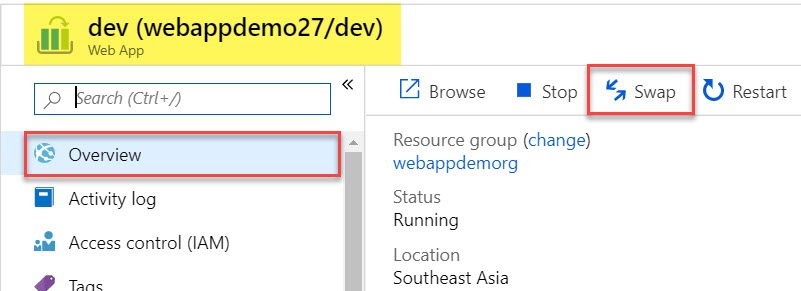 dev (webappdemo27/dev)
Web App
Search (Ctrl+/)
«
Overview
Activity log
Access control (IAM)
Tags
Browse Stop Swap Restart
Resource group (change)
webappdemorg
Status
Running
Location
Southeast Asia